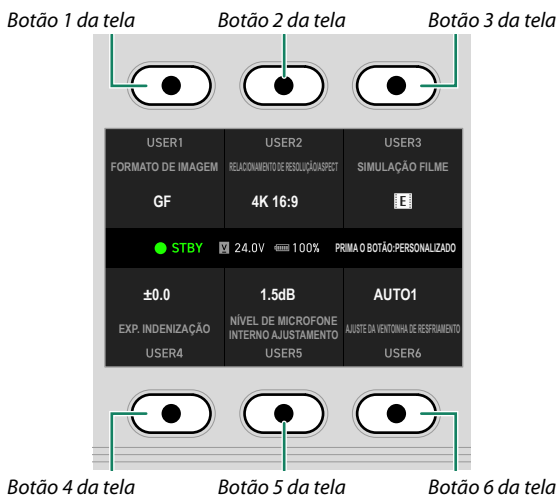 Botão 1 da tela Botão 2 da tela Botão 3 da tela
USER1 USER2 USER3
FORMATO DE IMAGEM RELACIONAMENTO DE RESOLUÇÃO/ASPECT SIMULAÇÃO FILME
GF 4K 16:9 E
STBY V 24.0V 100% PRIMA O BOTÃO:PERSONALIZADO
±0.0 1.5dB AUTO1
EXP. INDENIZAÇÃO NÍVEL DE MICROFONE INTERNO AJUSTAMENTO AJUSTE DA VENTOINHA DE RESFRIAMENTO
USER4 USER5 USER6
Botão 4 da tela Botão 5 da tela Botão 6 da tela